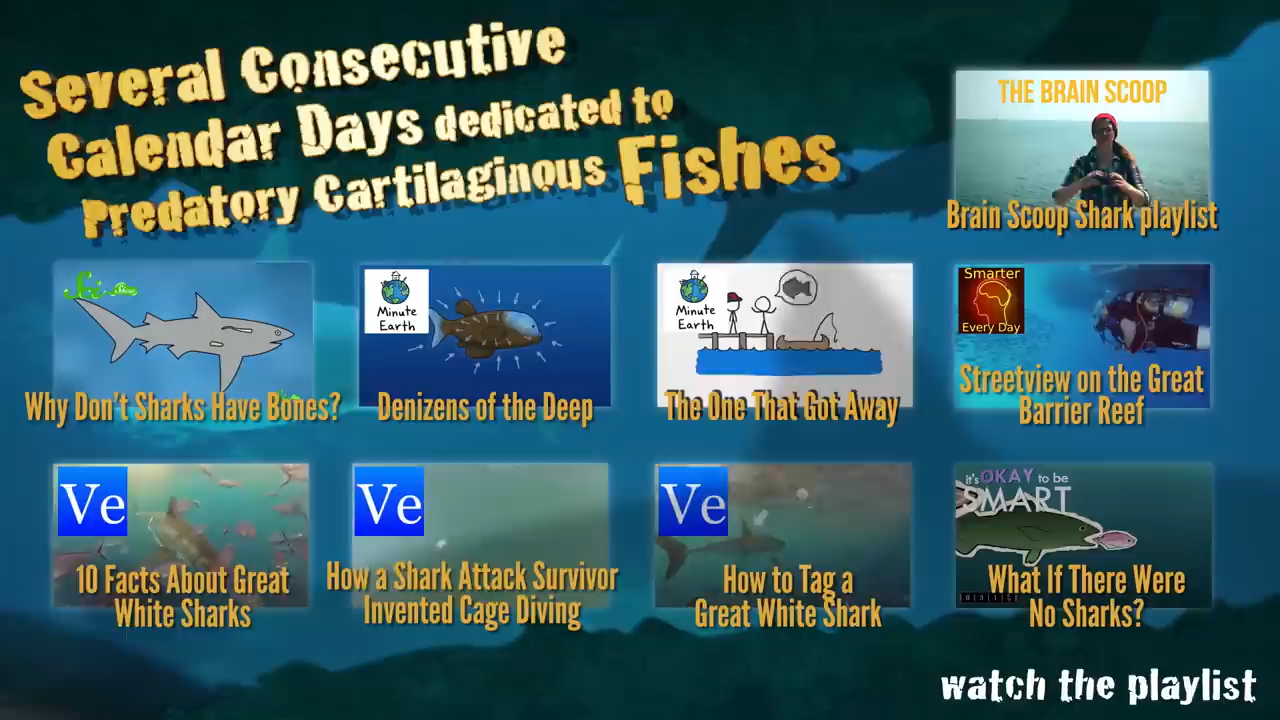 Several Consecutive
Calendar Days dedicated to
Predatory Cartilaginous Fishes
THE BRAIN SCOOP
Brain Scoop Shark playlist
Sci
Why Don't Sharks Have Bones?
Minute
Earth
Denizens of the Deep
Minute
Earth
The One That Got Away
Smarter
Every Day
Streetview on the Great
Barrier Reef
Ve
10 Facts About Great
White Sharks
Ve
How a Shark Attack Survivor
Invented Cage Diving
Ve
How to Tag a
Great White Shark
it's OKAY to be
SMART
What If There Were
No Sharks?
watch the playlist